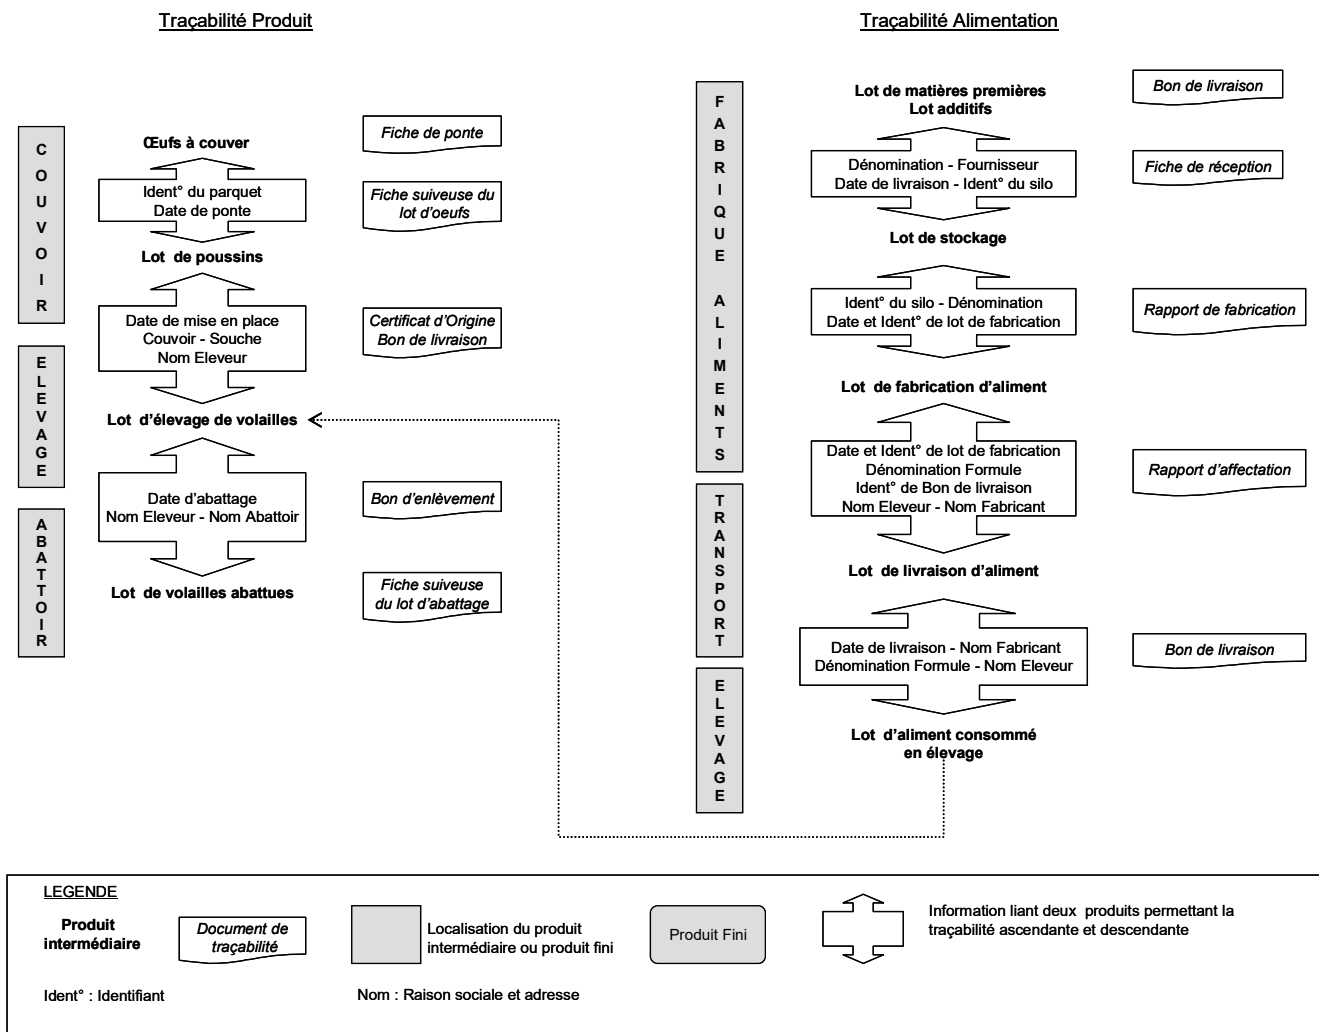 Traçabilité Produit
COUVOIR
Œufs à couver
Fiche de ponte
Ident° du parquet
Date de ponte
Fiche suiveuse du
lot d'oeufs
Lot de poussins
Date de mise en place
Couvoir - Souche
Nom Eleveur
Certificat d'Origine
Bon de livraison
ELEVAGE
Lot d'élevage de volailles
Date d'abattage
Nom Eleveur - Nom Abattoir
Bon d'enlèvement
ABATTOIR
Lot de volailles abattues
Fiche suiveuse
du lot d'abattage
Traçabilité Alimentation
FABRIQUE ALIMENTS
Lot de matières premières
Lot additifs
Bon de livraison
Dénomination - Fournisseur
Date de livraison - Ident° du silo
Fiche de réception
Lot de stockage
Ident° du silo - Dénomination
Date et Ident° de lot de fabrication
Rapport de fabrication
Lot de fabrication d'aliment
Date et Ident° de lot de fabrication
Dénomination Formule
Ident° de Bon de livraison
Nom Eleveur - Nom Fabricant
Rapport d'affectation
TRANSPORT
Lot de livraison d'aliment
Date de livraison - Nom Fabricant
Dénomination Formule - Nom Eleveur
Bon de livraison
ELEVAGE
Lot d'aliment consommé
en élevage
LEGENDE
Produit
intermédiaire
Document de
traçabilité
Localisation du produit
intermédiaire ou produit fini
Produit Fini
Information liant deux produits permettant la
traçabilité ascendante et descendante
Ident° : Identifiant
Nom : Raison sociale et adresse